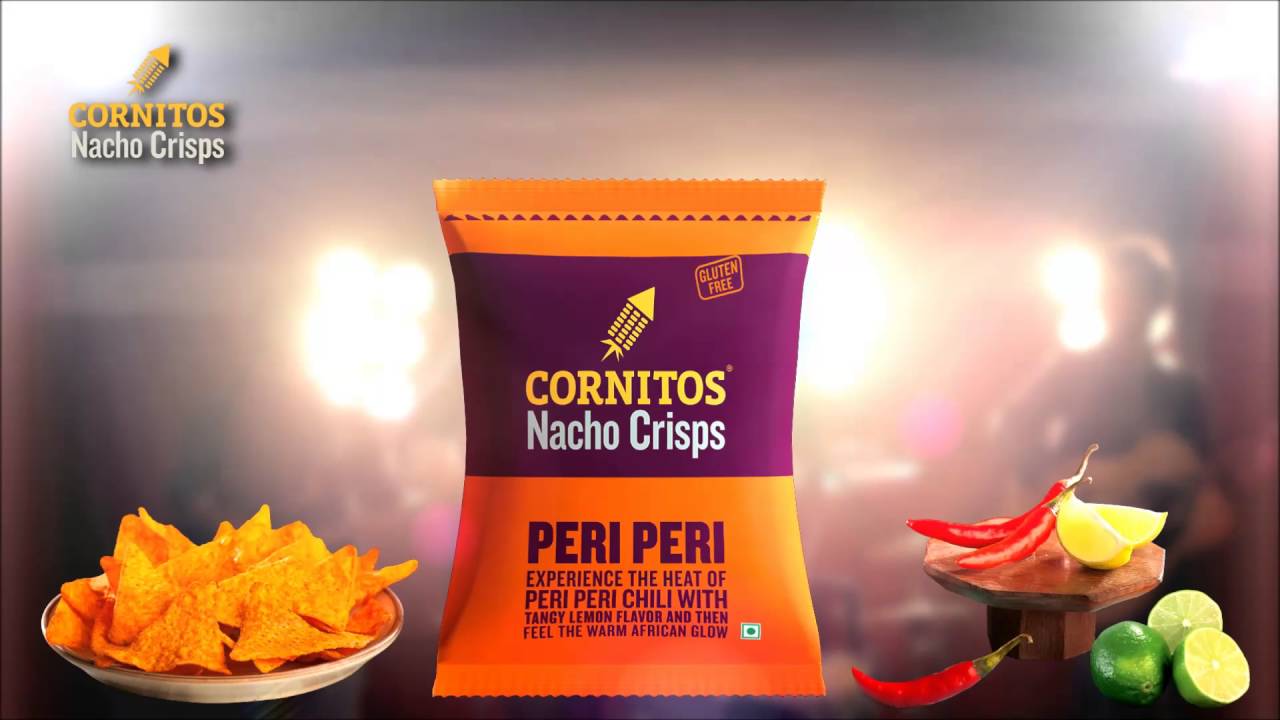 CORNITOS
Nacho Crisps
GLUTEN
FREE
CORNITOS®
Nacho Crisps
PERI PERI
EXPERIENCE THE HEAT OF
PERI PERI CHILI WITH
TANGY LEMON FLAVOR AND THEN
FEEL THE WARM AFRICAN GLOW